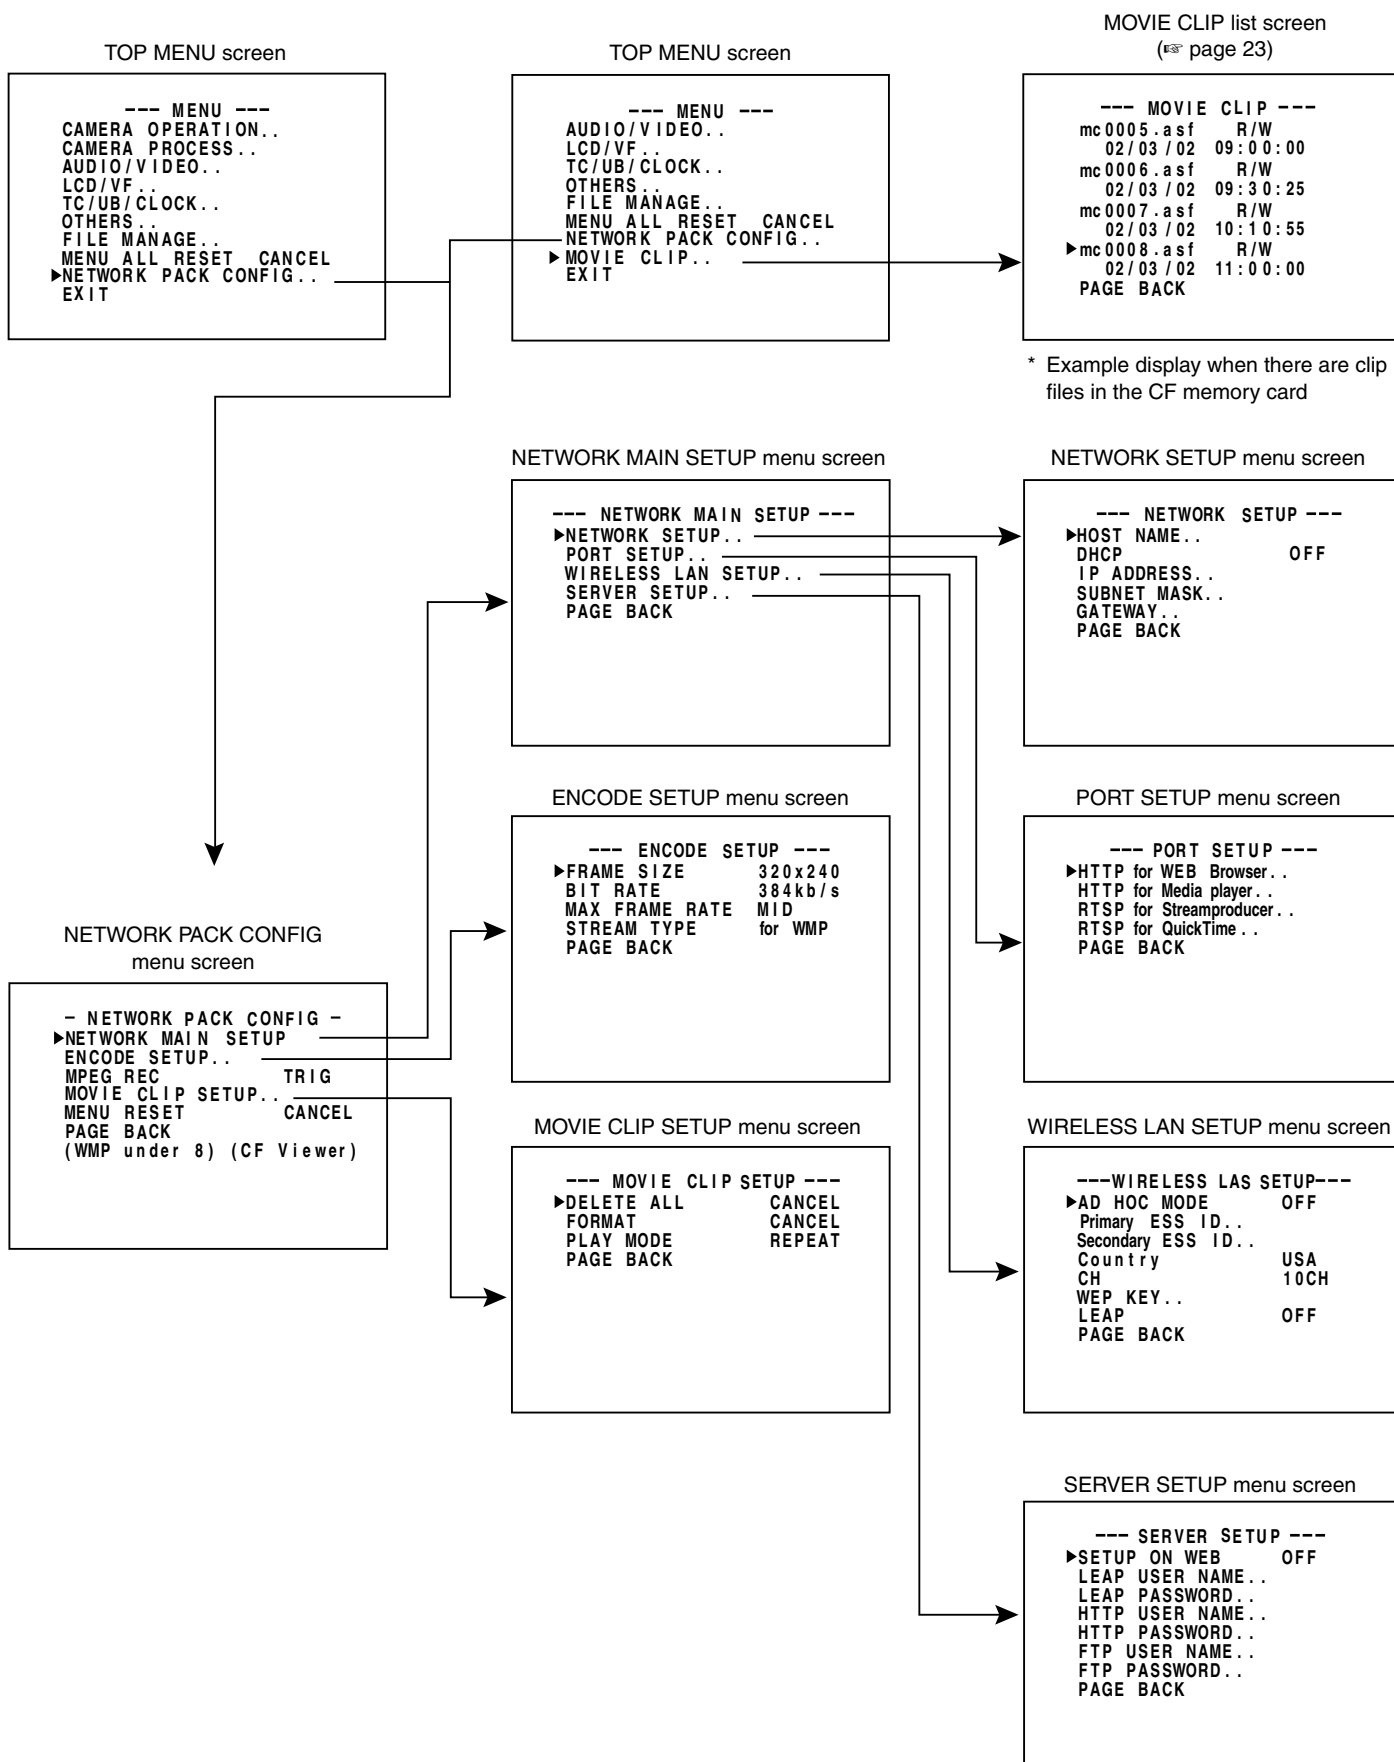 TOP MENU screen
--- MENU ---
CAMERA OPERATION..
CAMERA PROCESS..
AUDIO/VIDEO..
LCD/VF..
TC/UB/CLOCK..
OTHERS..
FILE MANAGE..
MENU ALL RESET CANCEL
▶NETWORK PACK CONFIG..
EXIT
TOP MENU screen
--- MENU ---
AUDIO/VIDEO..
LCD/VF..
TC/UB/CLOCK..
OTHERS..
FILE MANAGE..
MENU ALL RESET CANCEL
NETWORK PACK CONFIG..
▶MOVIE CLIP..
EXIT
MOVIE CLIP list screen
(☞ page 23)
--- MOVIE CLIP ---
mc0005.asf R/W
02/03/02 09:00:00
mc0006.asf R/W
02/03/02 09:30:25
mc0007.asf R/W
02/03/02 10:10:55
▶mc0008.asf R/W
02/03/02 11:00:00
PAGE BACK
* Example display when there are clip
files in the CF memory card
NETWORK MAIN SETUP menu screen
--- NETWORK MAIN SETUP ---
▶NETWORK SETUP..
PORT SETUP..
WIRELESS LAN SETUP..
SERVER SETUP..
PAGE BACK
NETWORK SETUP menu screen
--- NETWORK SETUP ---
▶HOST NAME..
DHCP OFF
IP ADDRESS..
SUBNET MASK..
GATEWAY..
PAGE BACK
ENCODE SETUP menu screen
--- ENCODE SETUP ---
▶FRAME SIZE 320x240
BIT RATE 384kb/s
MAX FRAME RATE MID
STREAM TYPE for WMP
PAGE BACK
PORT SETUP menu screen
--- PORT SETUP ---
▶HTTP for WEB Browser..
HTTP for Media player..
RTSP for Streamproducer..
RTSP for QuickTime..
PAGE BACK
NETWORK PACK CONFIG
menu screen
- NETWORK PACK CONFIG -
▶NETWORK MAIN SETUP
ENCODE SETUP..
MPEG REC TRIG
MOVIE CLIP SETUP..
MENU RESET CANCEL
PAGE BACK
(WMP under 8) (CF Viewer)
MOVIE CLIP SETUP menu screen
--- MOVIE CLIP SETUP ---
▶DELETE ALL CANCEL
FORMAT CANCEL
PLAY MODE REPEAT
PAGE BACK
WIRELESS LAN SETUP menu screen
---WIRELESS LAS SETUP---
▶AD HOC MODE OFF
Primary ESS ID..
Secondary ESS ID..
Country USA
CH 10CH
WEP KEY..
LEAP OFF
PAGE BACK
SERVER SETUP menu screen
--- SERVER SETUP ---
▶SETUP ON WEB OFF
LEAP USER NAME..
LEAP PASSWORD..
HTTP USER NAME..
HTTP PASSWORD..
FTP USER NAME..
FTP PASSWORD..
PAGE BACK